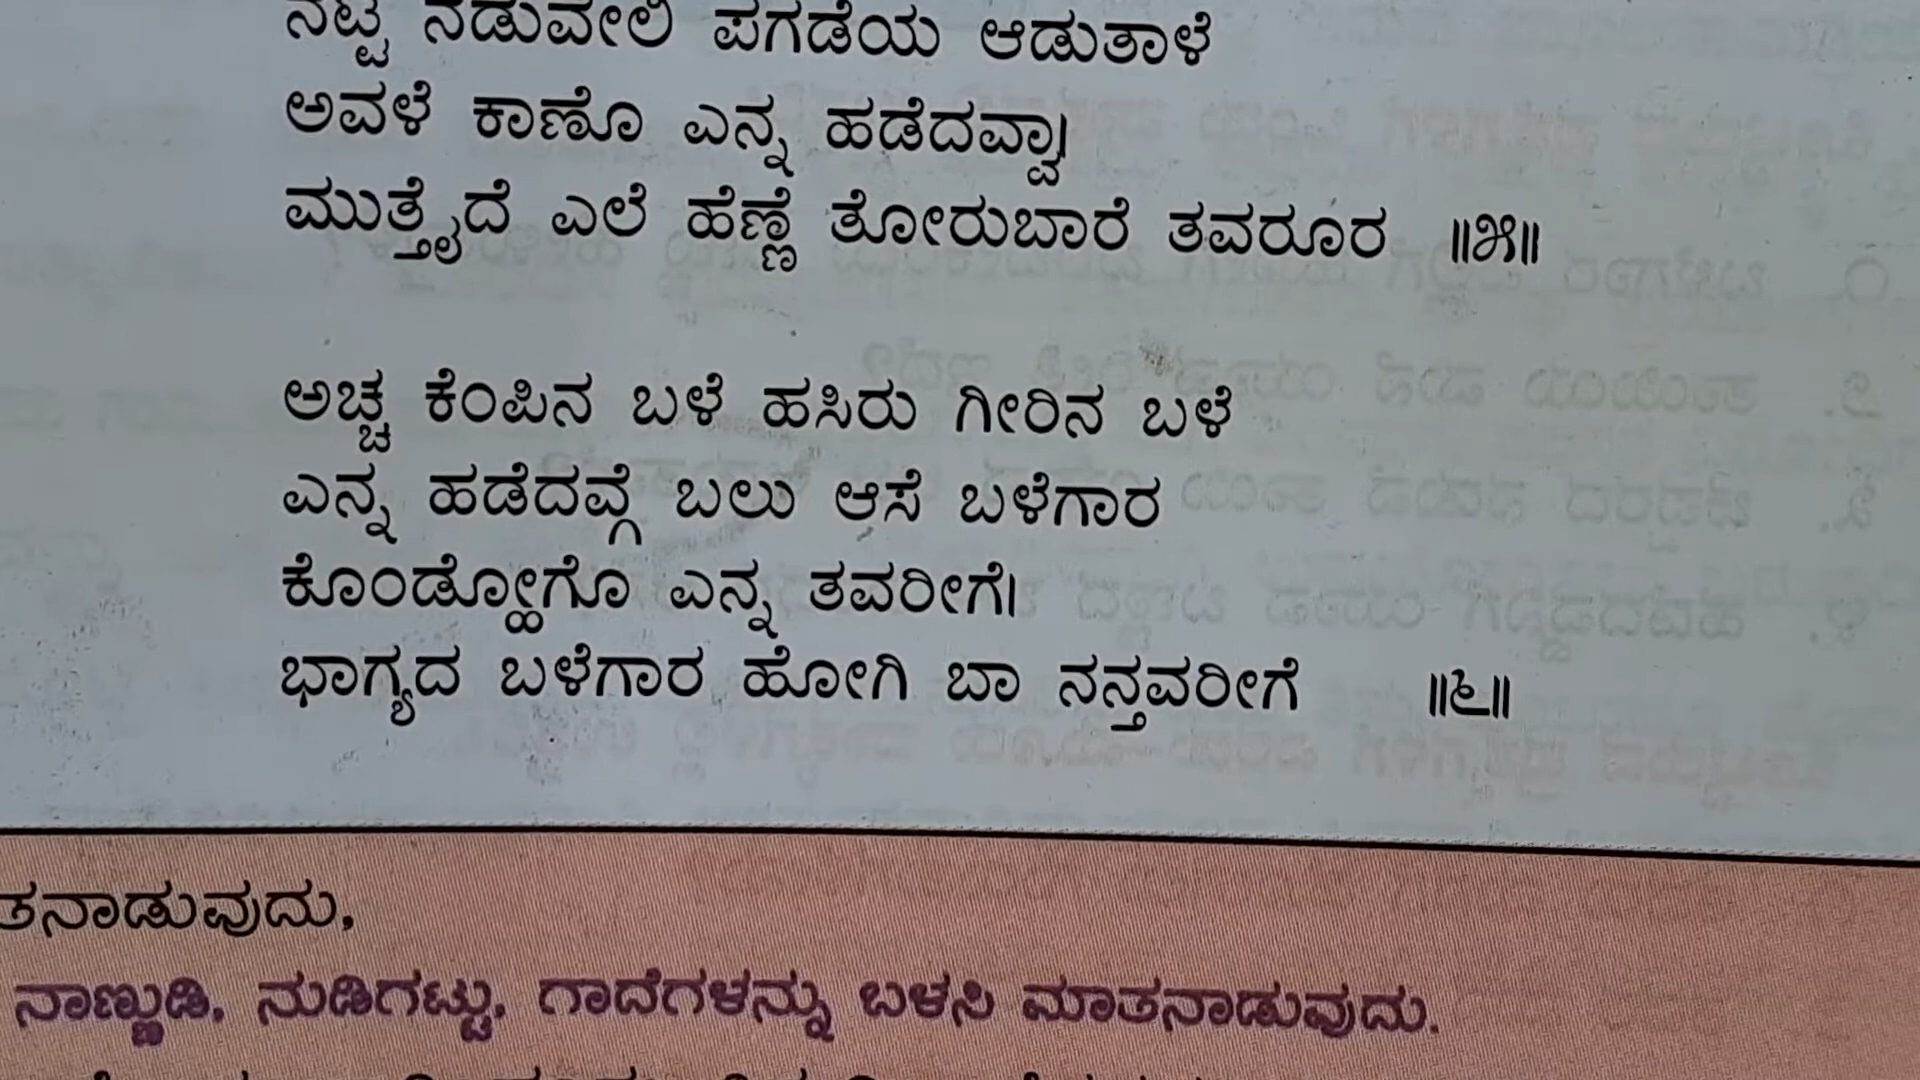 ನಟ್ಟ ನಡುವೇಲಿ ಪಗಡೆಯ ಆಡುತಾಳೆ
ಅವಳೆ ಕಾಣೊ ಎನ್ನ ಹಡೆದವ್ವಾ।
ಮುತ್ತೈದೆ ಎಲೆ ಹೆಣ್ಣೆ ತೋರುಬಾರೆ ತವರೂರ ॥೫॥
ಅಚ್ಚ ಕೆಂಪಿನ ಬಳೆ ಹಸಿರು ಗೀರಿನ ಬಳೆ
ಎನ್ನ ಹಡೆದವ್ಗೆ ಬಲು ಆಸೆ ಬಳೆಗಾರ
ಕೊಂಡ್ಹೋಗೊ ಎನ್ನ ತವರೀಗೆ।
ಭಾಗ್ಯದ ಬಳೆಗಾರ ಹೋಗಿ ಬಾ ನನ್ತವರೀಗೆ ॥೬॥
ತನಾಡುವುದು,
ನಾಣ್ಣುಡಿ, ನುಡಿಗಟ್ಟು, ಗಾದೆಗಳನ್ನು ಬಳಸಿ ಮಾತನಾಡುವುದು.